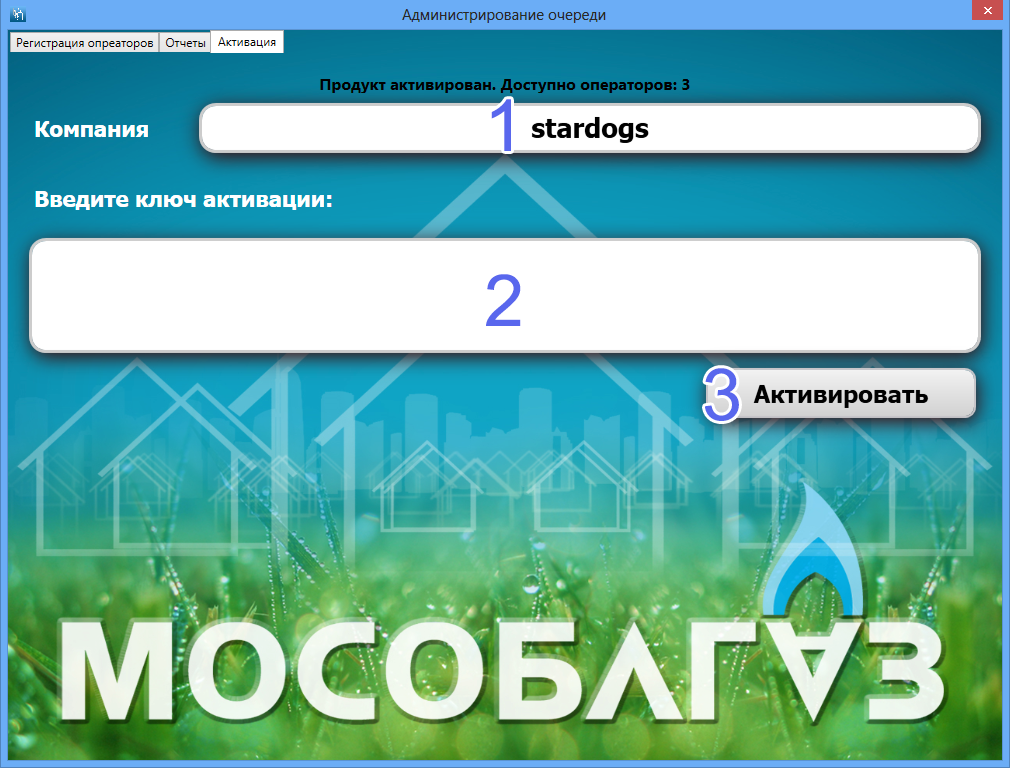 Администрирование очереди
Регистрация опреаторов Отчеты Активация
Продукт активирован. Доступно операторов: 3
Компания 1 stardogs
Введите ключ активации:
2
3 Активировать
МОСОБЛГАЗ